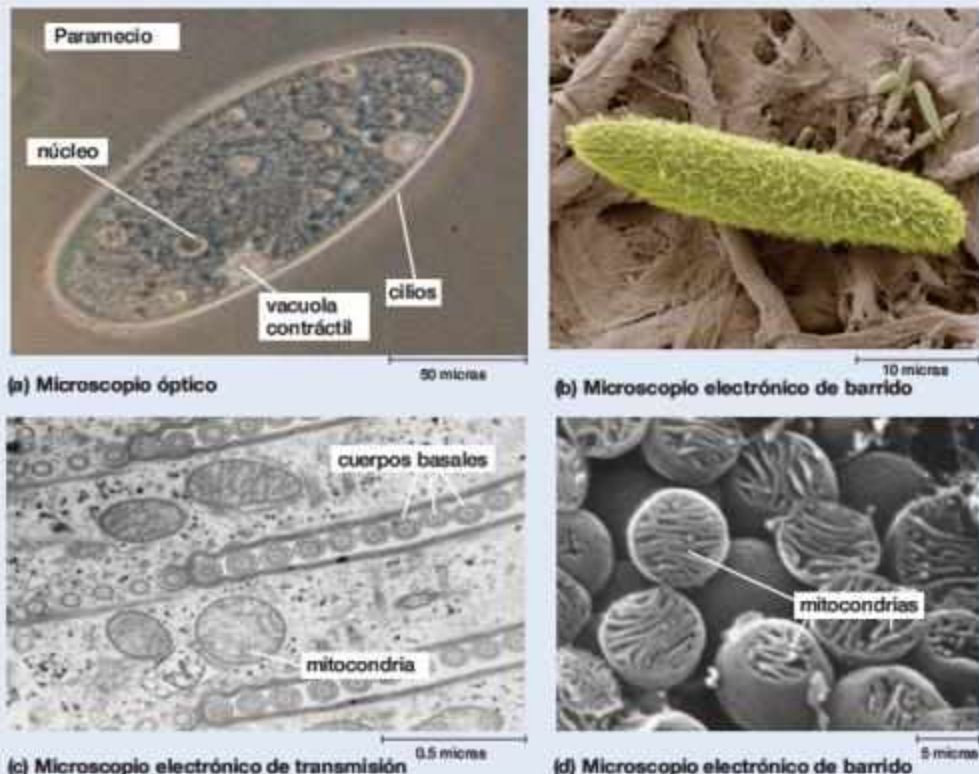 Paramecio
núcleo
vacuola
contráctil
cilios
50 micras
(a) Microscopio óptico
10 micras
(b) Microscopio electrónico de barrido
cuerpos basales
mitocondria
0.5 micras
(c) Microscopio electrónico de transmisión
mitocondrias
5 micras
(d) Microscopio electrónico de barrido